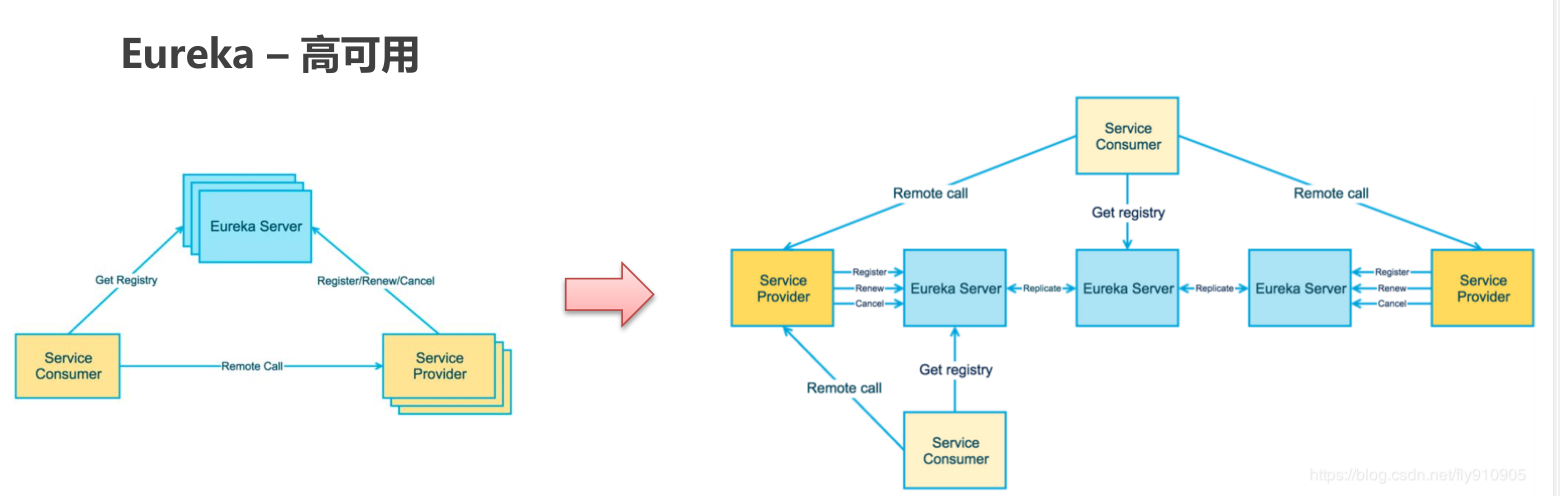 Eureka – 高可用
Eureka Server
Get Registry
Register/Renew/Cancel
Service
Consumer
Remote Call
Service
Provider
Service
Consumer
Remote call
Remote call
Get registry
Service
Provider
Register
Renew
Cancel
Eureka Server
Replicate
Eureka Server
Replicate
Eureka Server
Register
Renew
Cancel
Service
Provider
Remote call
Get registry
Service
Consumer
https://blog.csdn.net/fly910905